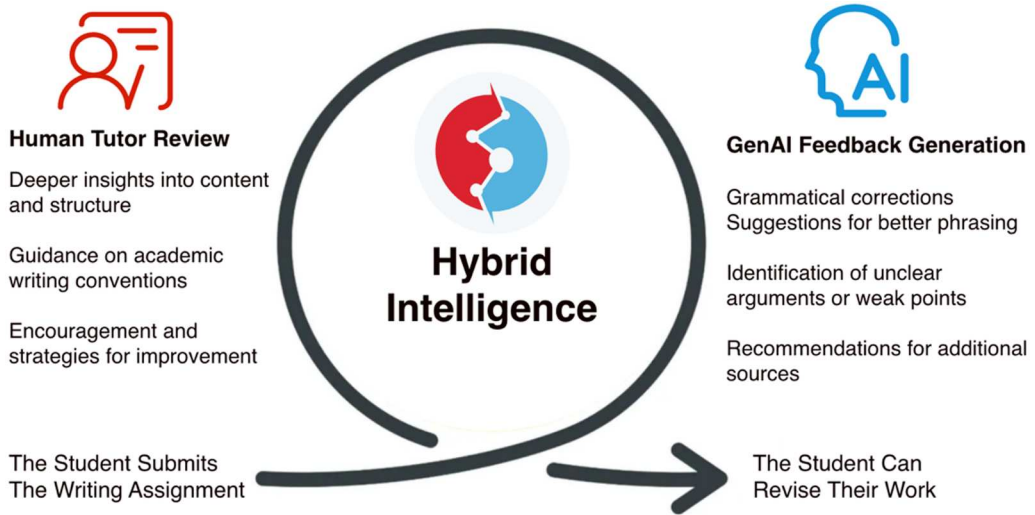 AI
Human Tutor Review
Deeper insights into content
and structure
Guidance on academic
writing conventions
Encouragement and
strategies for improvement
Hybrid
Intelligence
GenAI Feedback Generation
Grammatical corrections
Suggestions for better phrasing
Identification of unclear
arguments or weak points
Recommendations for additional
sources
The Student Submits
The Writing Assignment
The Student Can
Revise Their Work